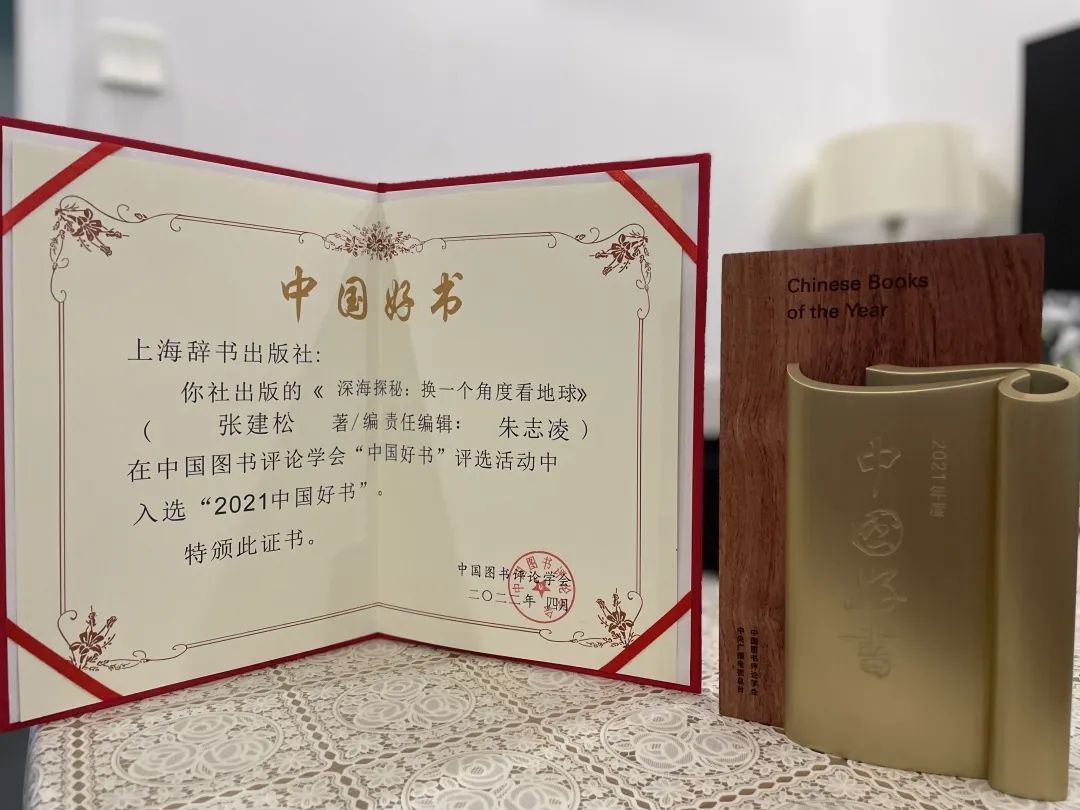 中国好书
上海辞书出版社:
你社出版的《 深海探秘：换一个角度看地球》
( 张建松 著/编 责任编辑： 朱志凌 )
在中国图书评论学会“中国好书”评选活动中
入选“2021中国好书”。
特颁此证书。
中国图书评论学会
二〇二二年 四月
Chinese Books
of the Year
2021年度
中国好書
中国图书评论学会
中央广播电视总台